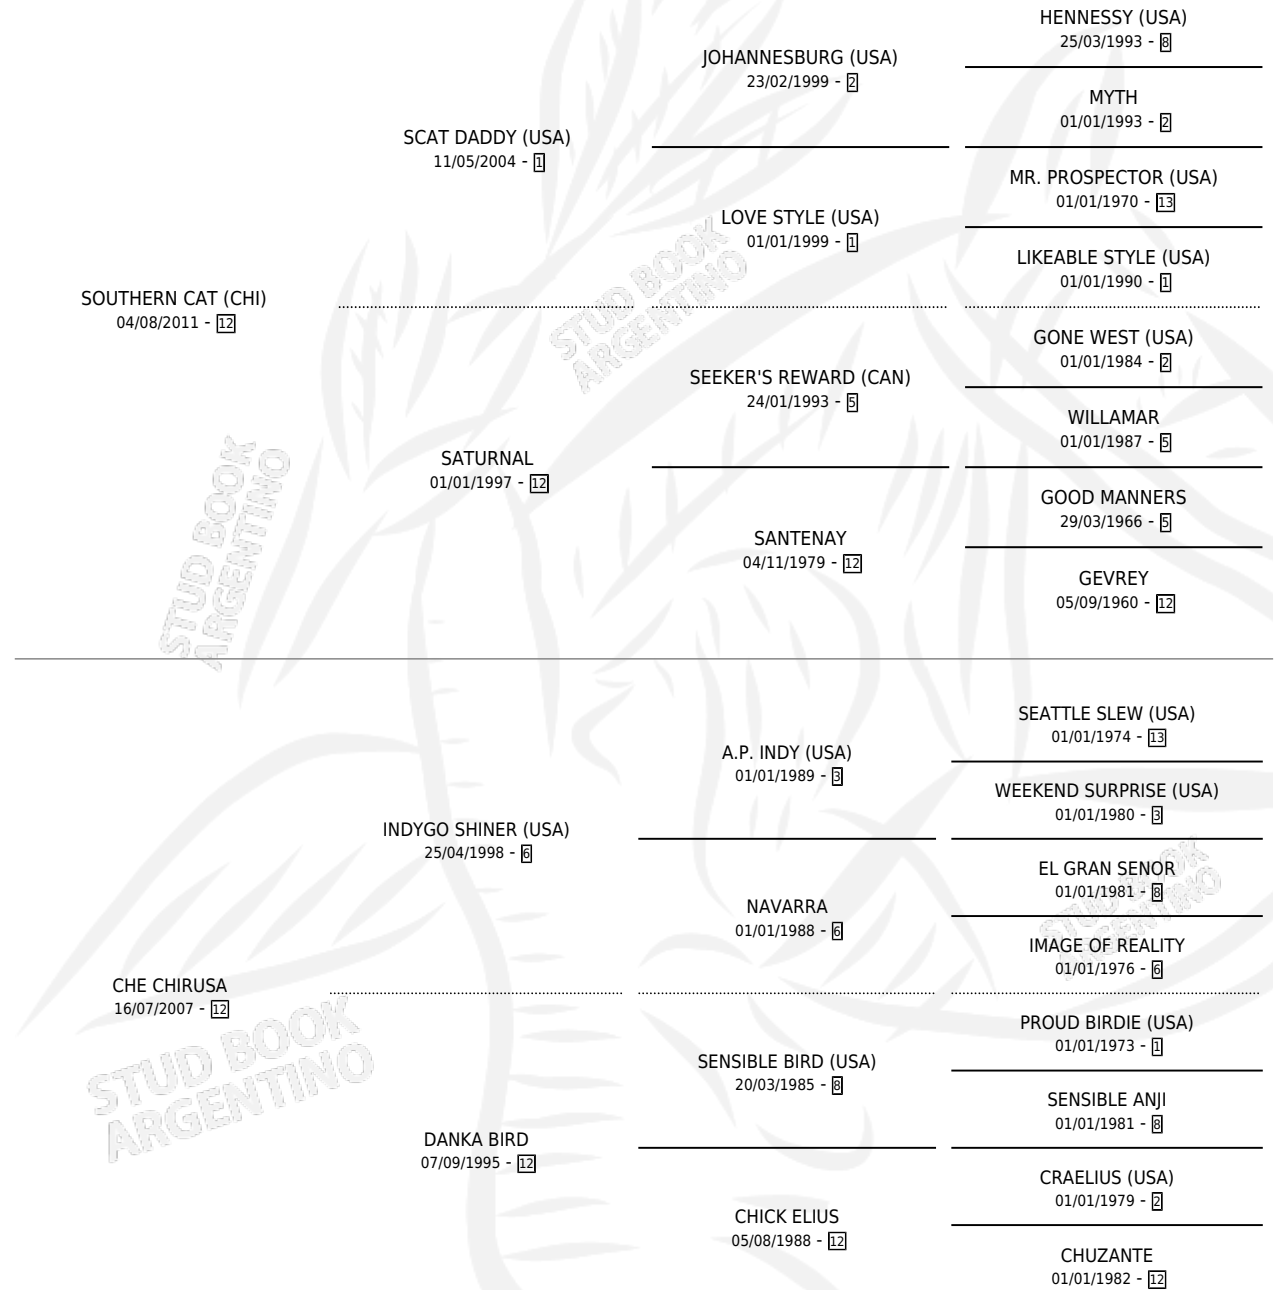 HENNESSY (USA)
25/03/1993 - 8
JOHANNESBURG (USA)
23/02/1999 - 2
MYTH
01/01/1993 - 2
SCAT DADDY (USA)
11/05/2004 - 1
MR. PROSPECTOR (USA)
01/01/1970 - 13
LOVE STYLE (USA)
01/01/1999 - 1
LIKEABLE STYLE (USA)
01/01/1990 - 1
SOUTHERN CAT (CHI)
04/08/2011 - 12
STUD BOOK
ARGENTINO
GONE WEST (USA)
01/01/1984 - 2
SEEKER'S REWARD (CAN)
24/01/1993 - 5
WILLAMAR
01/01/1987 - 5
SATURNAL
01/01/1997 - 12
GOOD MANNERS
29/03/1966 - 5
SANTENAY
04/11/1979 - 12
GEVREY
05/09/1960 - 12
STUD BOOK
ARGENTINO
SEATTLE SLEW (USA)
01/01/1974 - 13
A.P. INDY (USA)
01/01/1989 - 3
WEEKEND SURPRISE (USA)
01/01/1980 - 3
INDYGO SHINER (USA)
25/04/1998 - 6
EL GRAN SENOR
01/01/1981 - 8
NAVARRA
01/01/1988 - 6
IMAGE OF REALITY
01/01/1976 - 6
STUD BOOK
ARGENTINO
CHE CHIRUSA
16/07/2007 - 12
PROUD BIRDIE (USA)
01/01/1973 - 1
SENSIBLE BIRD (USA)
20/03/1985 - 8
SENSIBLE ANJI
01/01/1981 - 8
STUD BOOK
ARGENTINO
DANKA BIRD
07/09/1995 - 12
CRAELIUS (USA)
01/01/1979 - 2
CHICK ELIUS
05/08/1988 - 12
CHUZANTE
01/01/1982 - 12